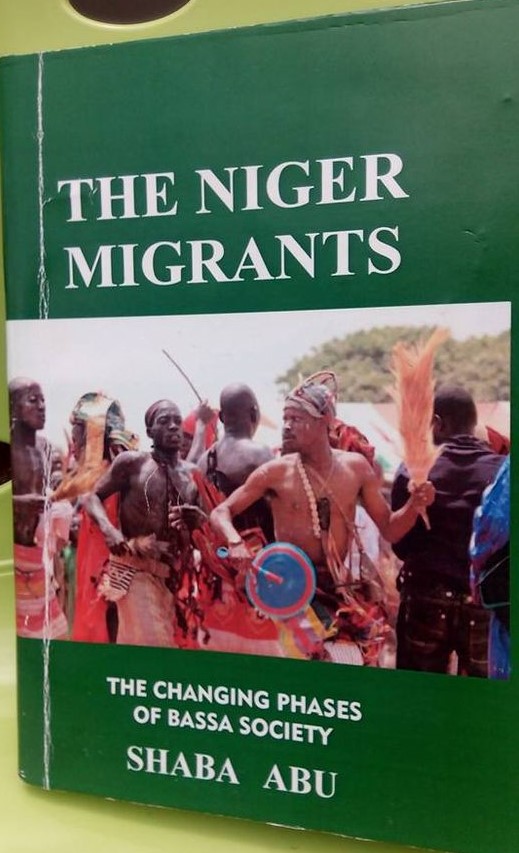 THE NIGER
MIGRANTS
THE CHANGING PHASES
OF BASSA SOCIETY
SHABA ABU